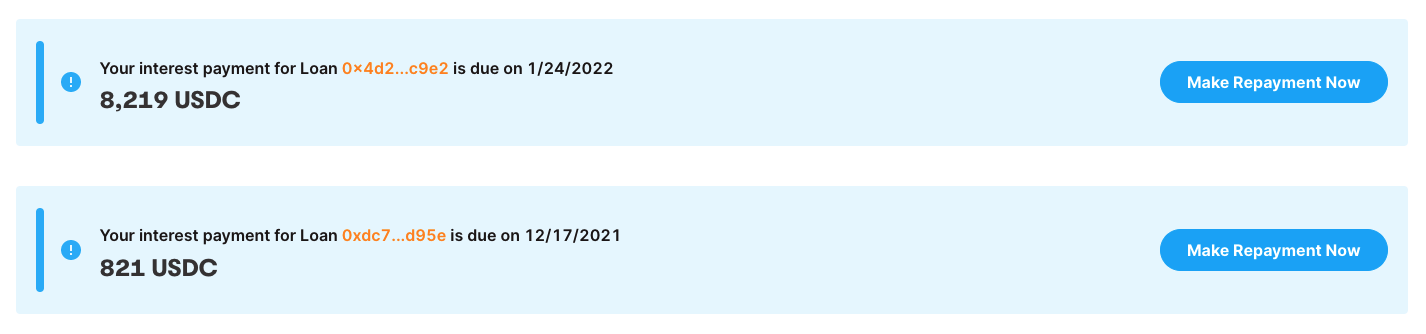 Your interest payment for Loan 0×4d2...c9e2 is due on 1/24/2022
8,219 USDC
Make Repayment Now
Your interest payment for Loan 0xdc7...d95e is due on 12/17/2021
821 USDC
Make Repayment Now